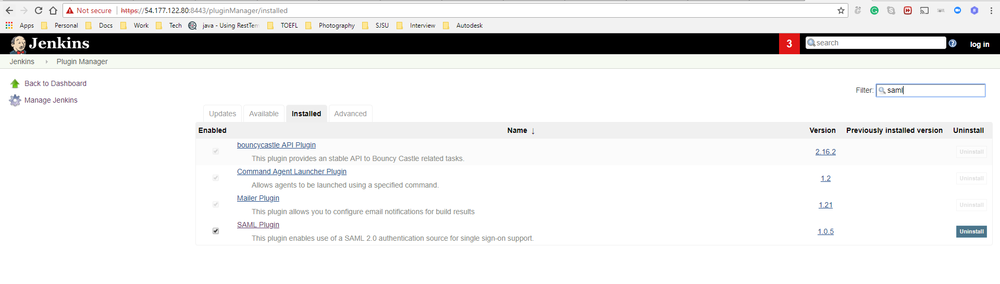 Not secure https://54.177.122.80:8443/pluginManager/installed
Apps Personal Docs Work Tech java - Using RestTem TOEFL Photography SJSU Interview Autodesk
Jenkins 3 search log in
Jenkins Plugin Manager
Back to Dashboard
Manage Jenkins
Filter: saml
Updates Available Installed Advanced
Enabled Name ↓ Version Previously installed version Uninstall
bouncycastle API Plugin
This plugin provides an stable API to Bouncy Castle related tasks.
2.16.2 Uninstall
Command Agent Launcher Plugin
Allows agents to be launched using a specified command.
1.2 Uninstall
Mailer Plugin
This plugin allows you to configure email notifications for build results
1.21 Uninstall
SAML Plugin
This plugin enables use of a SAML 2.0 authentication source for single sign-on support.
1.0.5 Uninstall